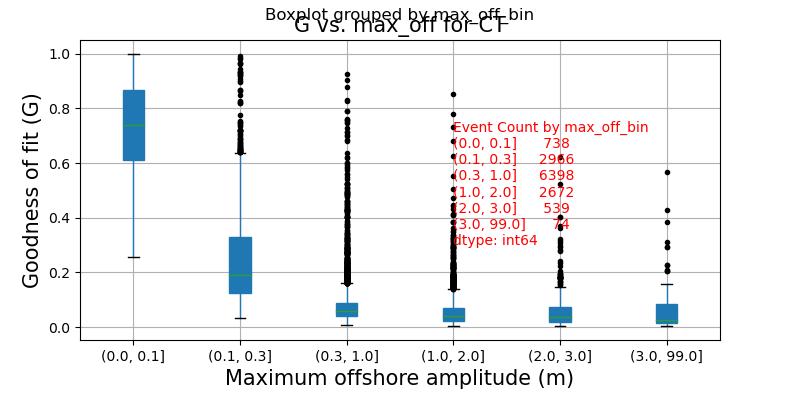 Boxplot grouped by max_off_bin
G vs. max_off for CT
Goodness of fit (G)
1.0
0.8
0.6
0.4
0.2
0.0
Event Count by max_off_bin
(0.0, 0.1] 738
(0.1, 0.3] 2966
(0.3, 1.0] 6398
(1.0, 2.0] 2672
(2.0, 3.0] 539
(3.0, 99.0] 74
dtype: int64
(0.0, 0.1] (0.1, 0.3] (0.3, 1.0] (1.0, 2.0] (2.0, 3.0] (3.0, 99.0]
Maximum offshore amplitude (m)